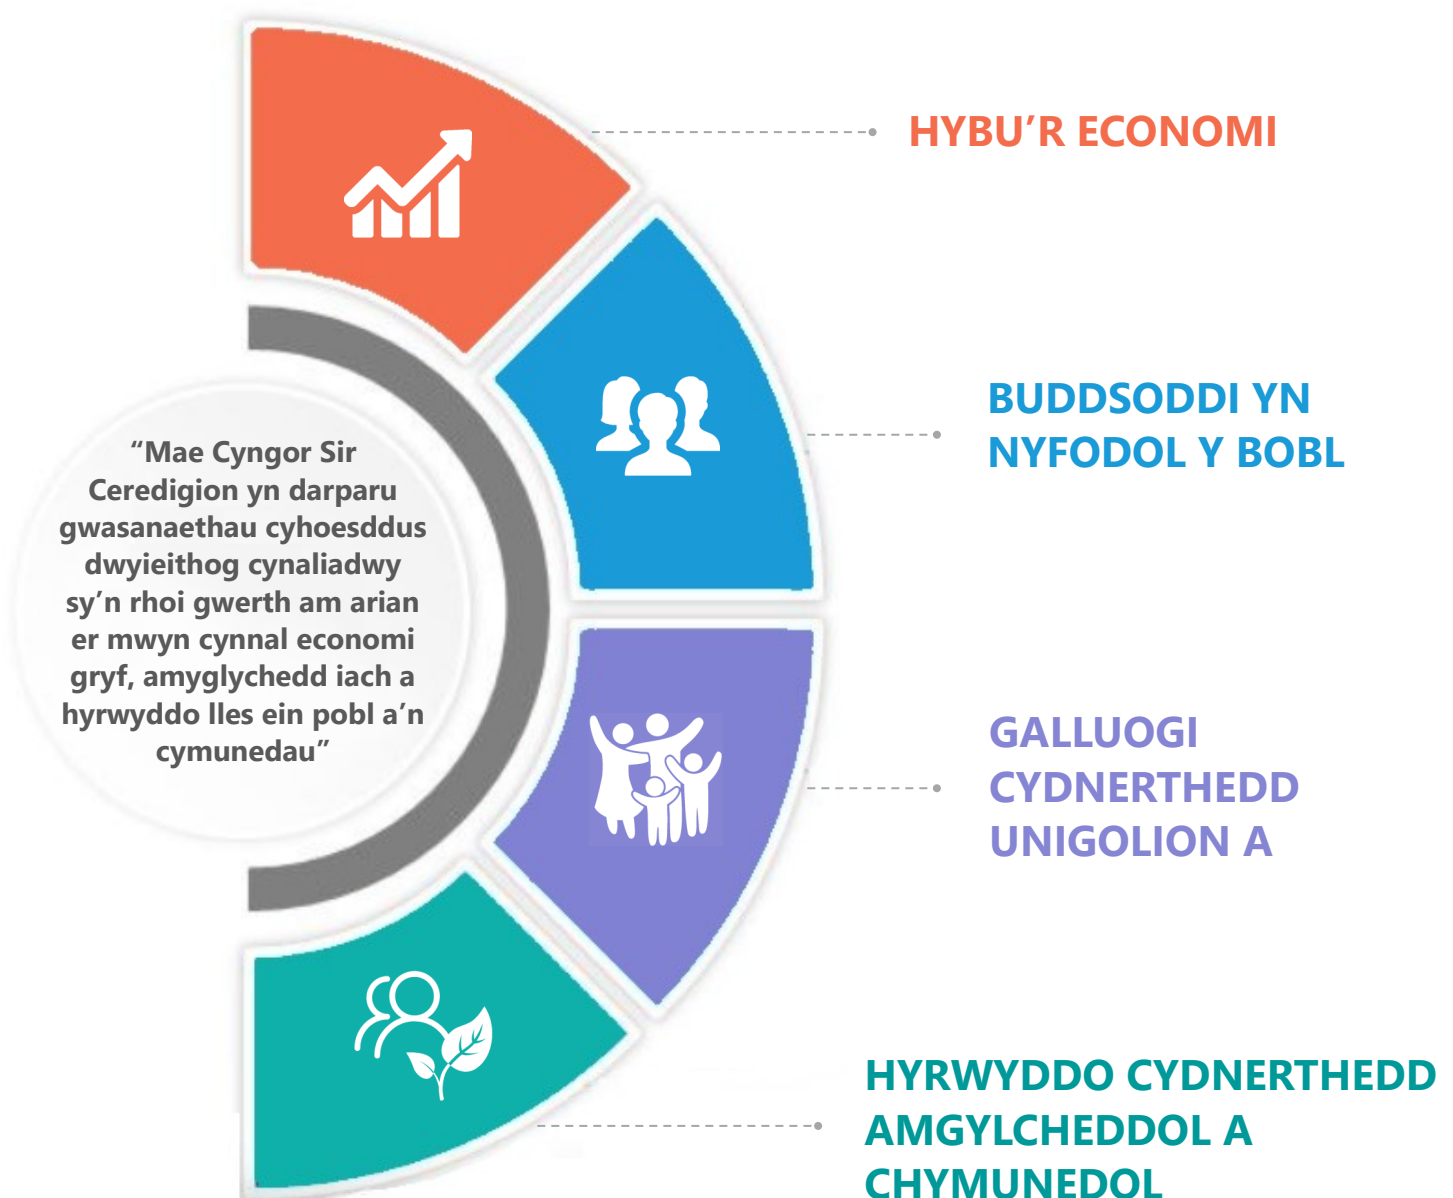 HYBU’R ECONOMI
“Mae Cyngor Sir
Ceredigion yn darparu
gwasanaethau cyhoesddus
dwyieithog cynaliadwy
sy’n rhoi gwerth am arian
er mwyn cynnal economi
gryf, amyglychedd iach a
hyrwyddo lles ein pobl a’n
cymunedau”
BUDDSODDI YN
NYFODOL Y BOBL
GALLUOGI
CYDNERTHEDD
UNIGOLION A
HYRWYDDO CYDNERTHEDD
AMGYLCHEDDOL A
CHYMUNEDOL